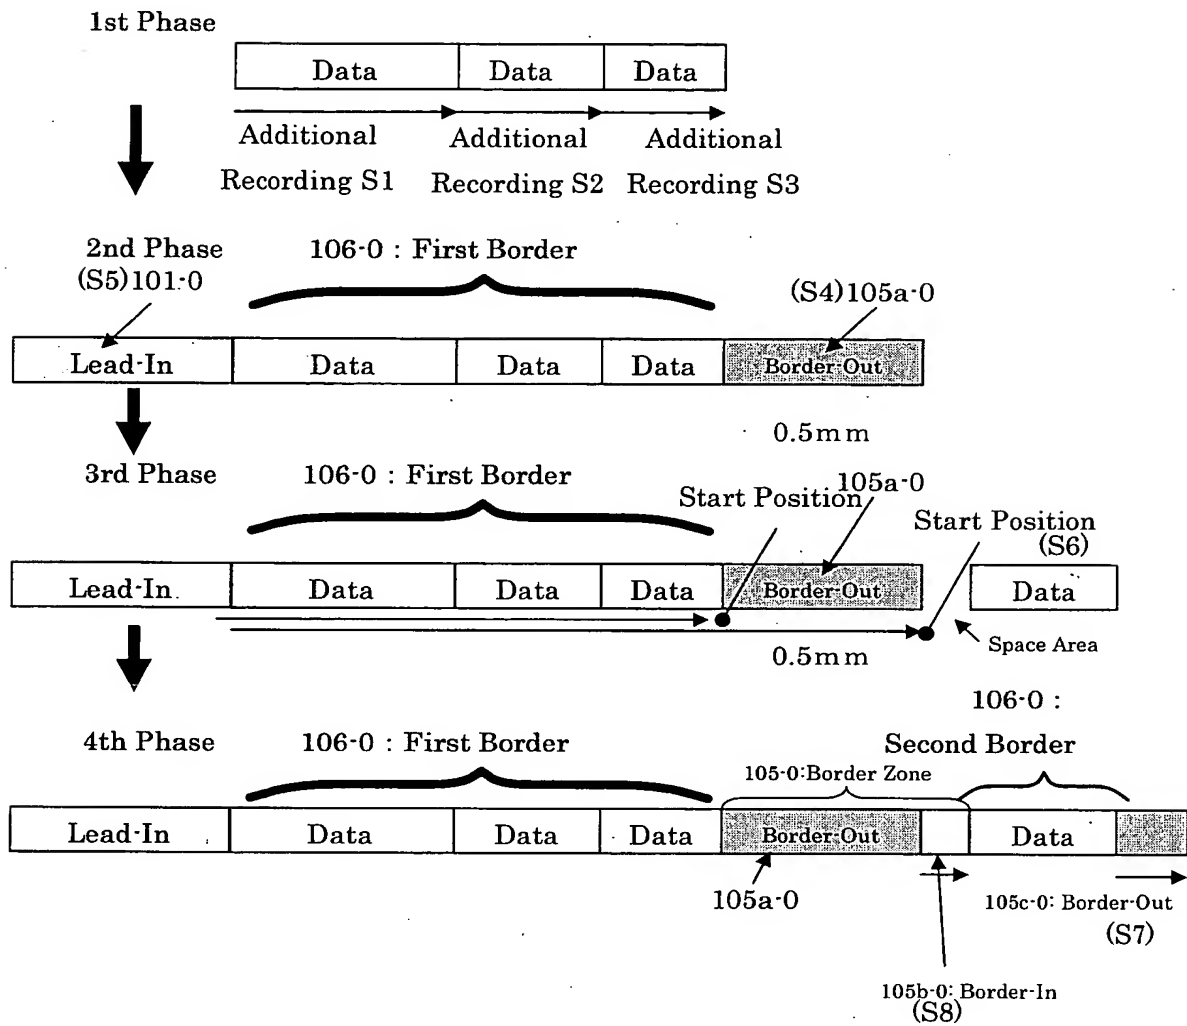 1st Phase
Data Data Data
Additional Recording S1
Additional Recording S2
Additional Recording S3
2nd Phase
(S5)101-0
106-0 : First Border
(S4)105a-0
Lead-In Data Data Data Border-Out
0.5mm
3rd Phase
106-0 : First Border
Start Position
105a-0
Start Position
(S6)
Lead-In Data Data Data Border-Out Data
0.5mm
Space Area
4th Phase
106-0 : First Border
106-0 :
Second Border
105-0:Border Zone
Lead-In Data Data Data Border-Out Data
105a-0
105c-0: Border-Out
(S7)
105b-0: Border-In
(S8)